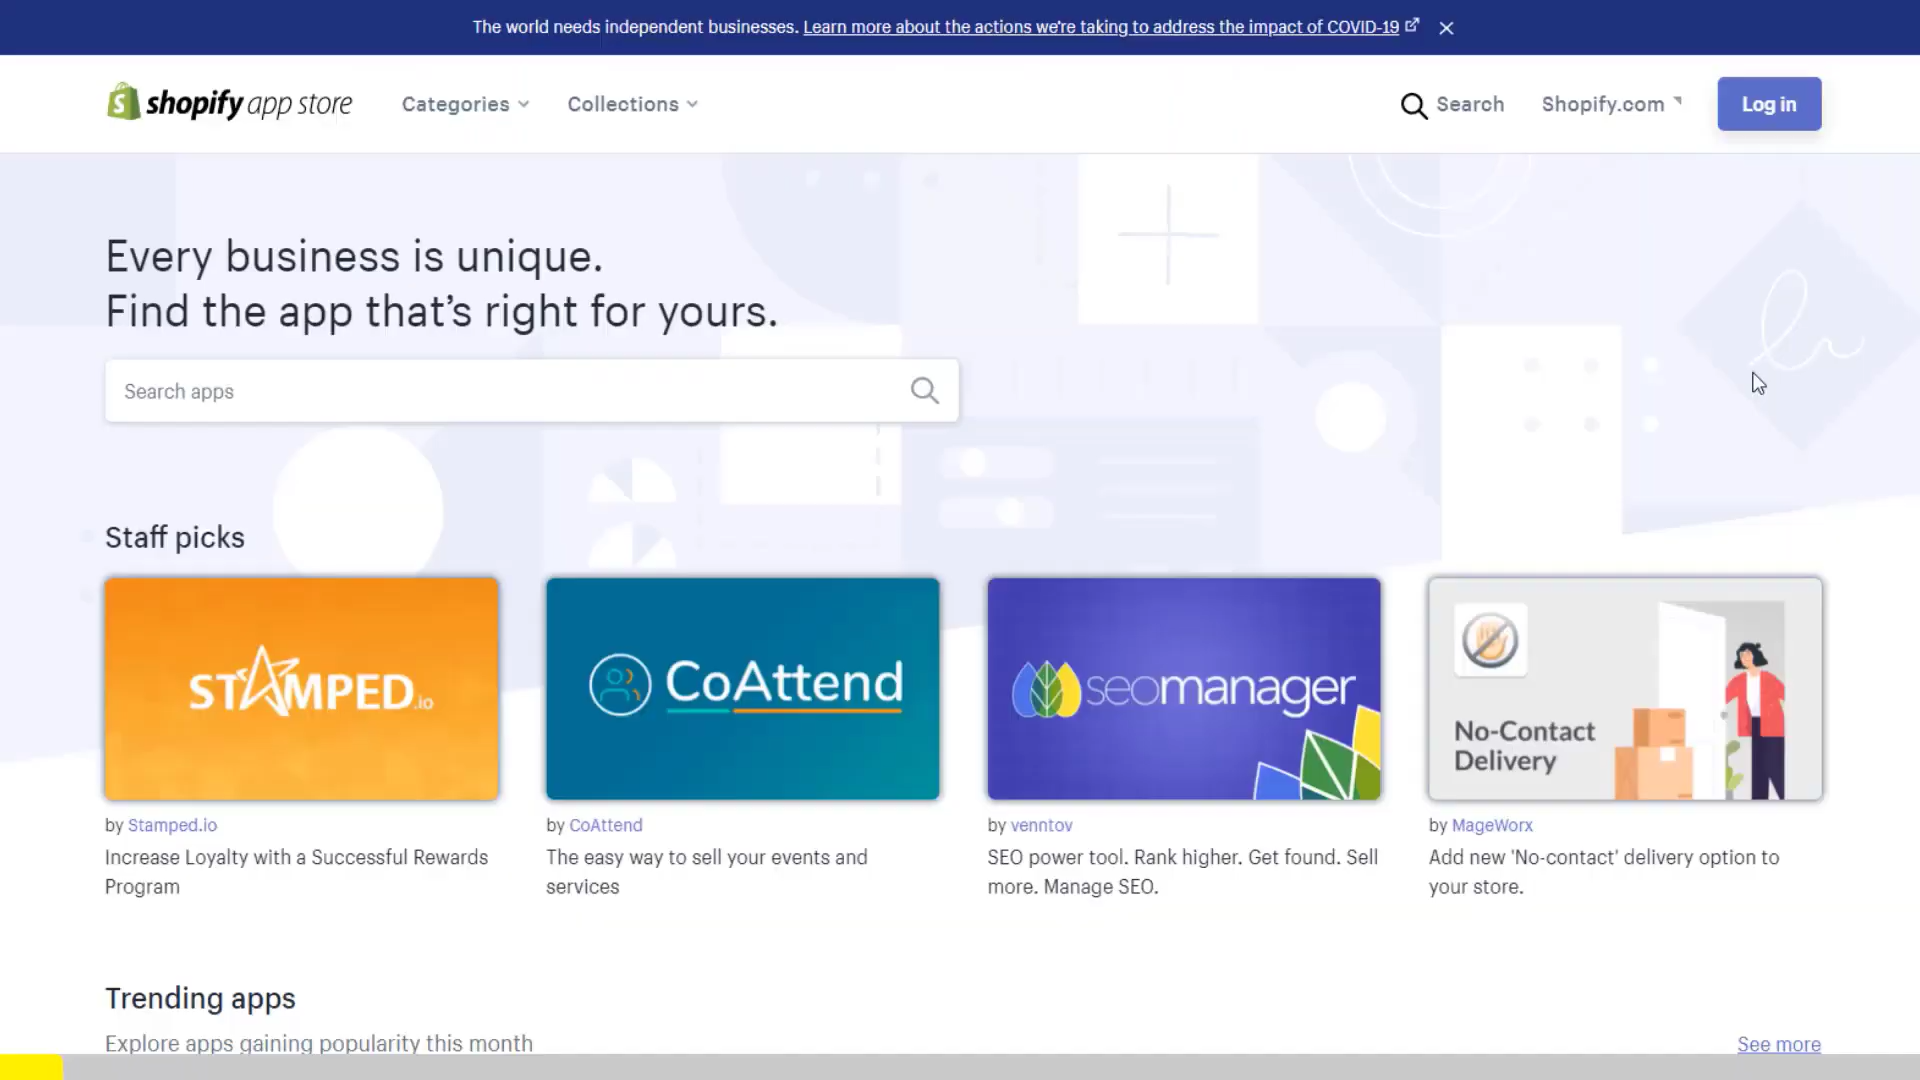 The world needs independent businesses. Learn more about the actions we're taking to address the impact of COVID-19
shopify app store
Categories
Collections
Search
Shopify.com
Log in
Every business is unique.
Find the app that's right for yours.
Search apps
Staff picks
STAMPED.io
CoAttend
seomanager
No-Contact
Delivery
by Stamped.io
Increase Loyalty with a Successful Rewards
Program
by CoAttend
The easy way to sell your events and
services
by venntov
SEO power tool. Rank higher. Get found. Sell
more. Manage SEO.
by MageWorx
Add new 'No-contact' delivery option to
your store.
Trending apps
Explore apps gaining popularity this month
See more